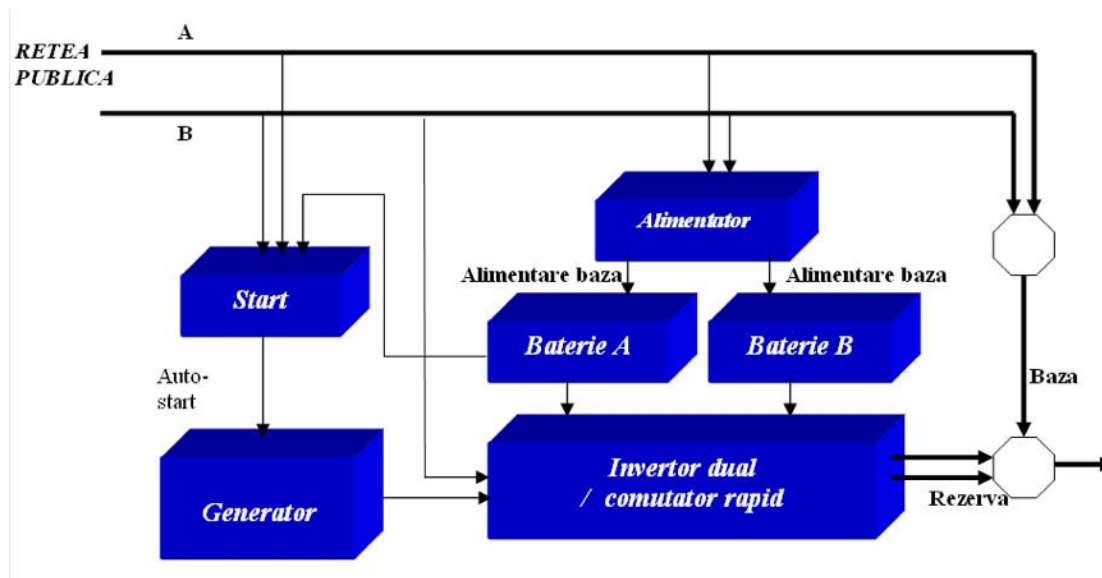 A
RETEA
PUBLICA
B
Alimentator
Alimentare baza
Alimentare baza
Start
Baterie A
Baterie B
Baza
Auto-
start
Invertor dual
/ comutator rapid
Generator
Rezerva